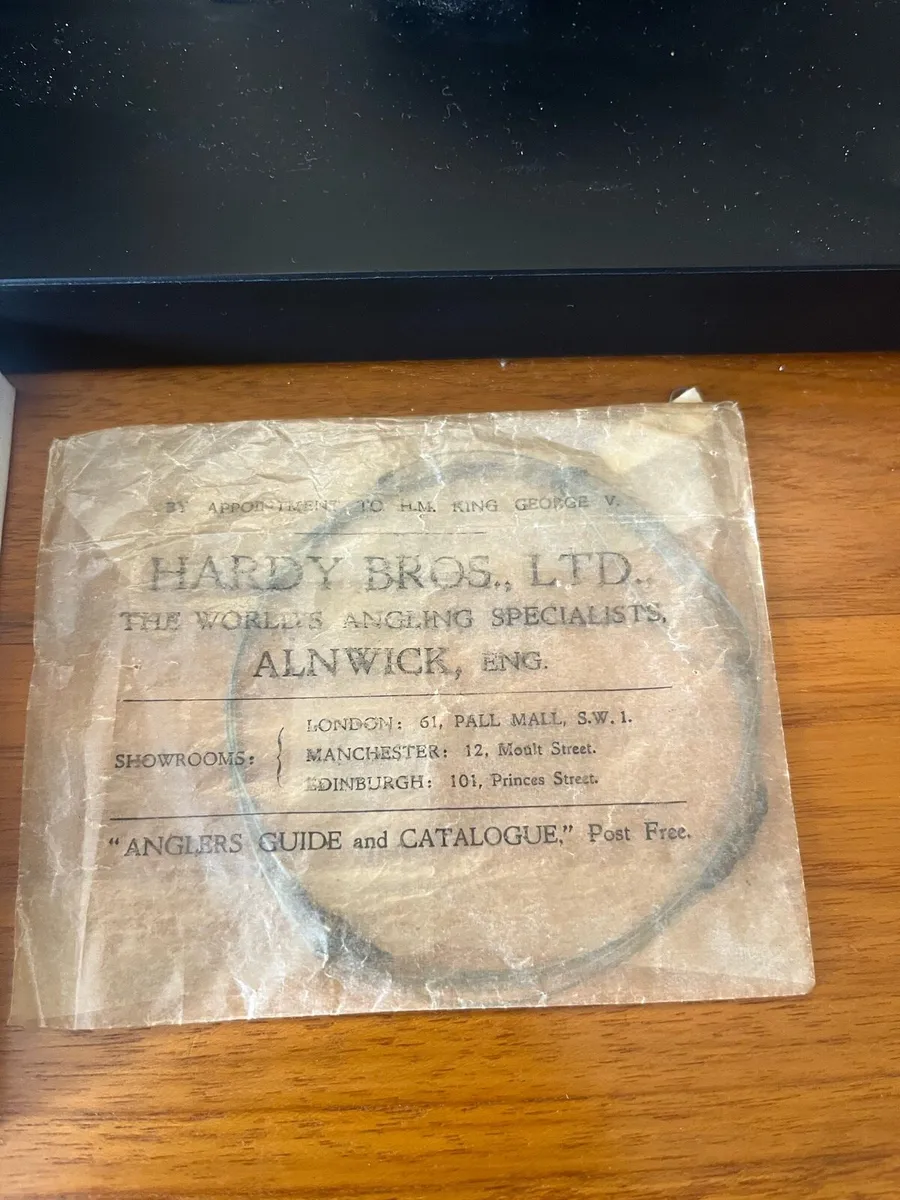 BY APPOINTMENT TO H.M. KING GEORGE V.
HARDY BROS., LTD.,
THE WORLD'S ANGLING SPECIALISTS,
ALNWICK, ENG.
SHOWROOMS:
LONDON: 61, PALL MALL, S.W. 1.
MANCHESTER: 12, Moult Street.
EDINBURGH: 101, Princes Street.
"ANGLERS GUIDE and CATALOGUE," Post Free.